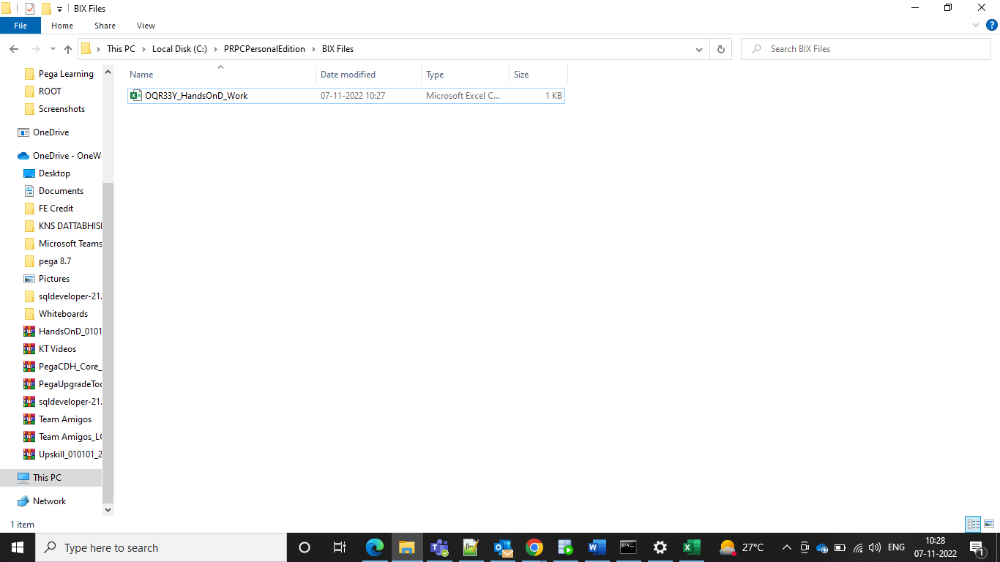 BIX Files
File Home Share View
This PC Local Disk (C:) PRPCPersonalEdition BIX Files
Search BIX Files
Name Date modified Type Size
OQR33Y_HandsOnD_Work 07-11-2022 10:27 Microsoft Excel C... 1 KB
Pega Learning
ROOT
Screenshots
OneDrive
OneDrive - OneW
Desktop
Documents
FE Credit
KNS DATTABHIS
Microsoft Teams
pega 8.7
Pictures
sqldeveloper-21.
Whiteboards
HandsOnD_0101
KT Videos
PegaCDH_Core_
PegaUpgradeToo
sqldeveloper-21.
Team Amigos
Team Amigos_LC
Upskill_010101_2
This PC
Network
1 item
Type here to search
27°C
ENG
10:28
07-11-2022
1